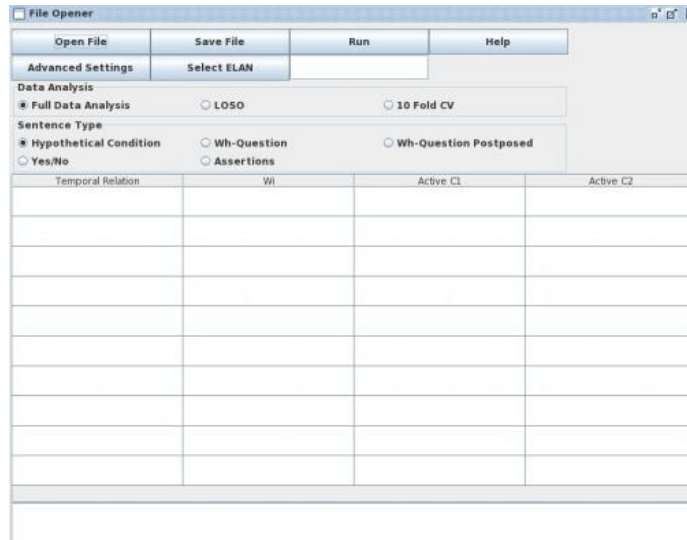 File Opener
Open File Save File Run Help
Advanced Settings Select ELAN
Data Analysis
Full Data Analysis LOSO 10 Fold CV
Sentence Type
Hypothetical Condition Wh-Question Wh-Question Postposed
Yes/No Assertions
Temporal Relation Wi Active C1 Active C2